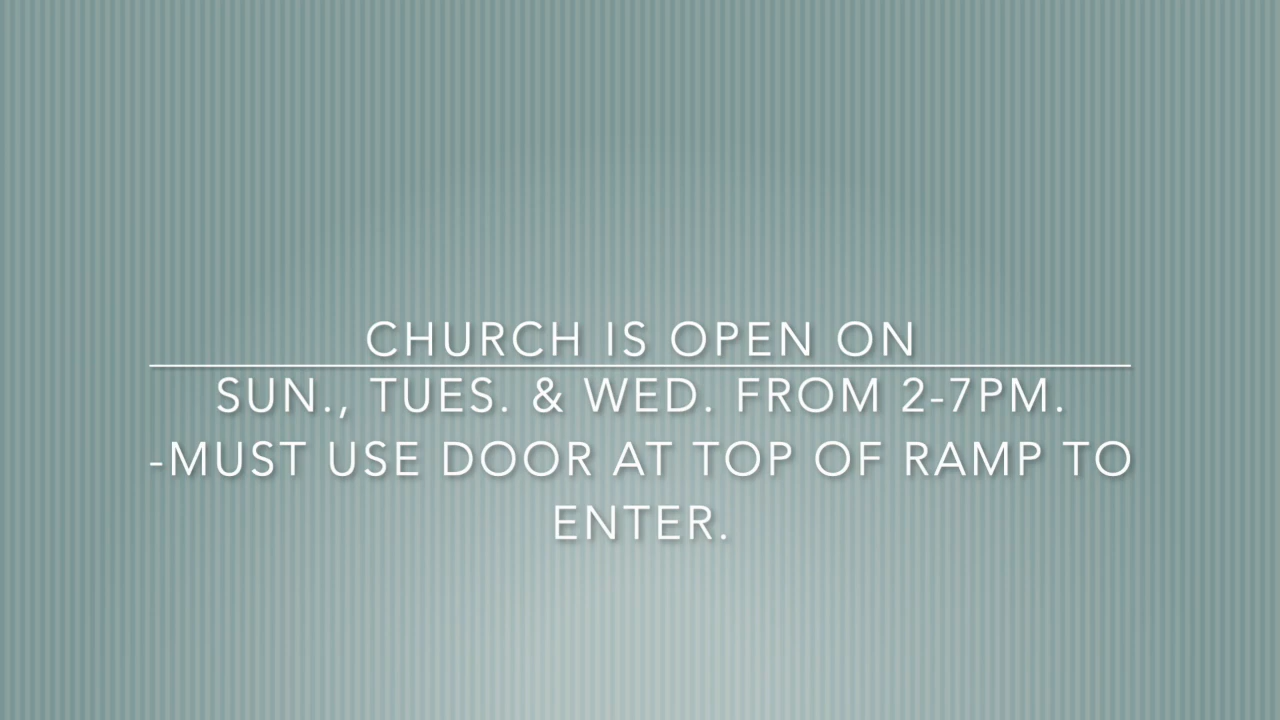 CHURCH IS OPEN ON
SUN., TUES. & WED. FROM 2-7PM.
-MUST USE DOOR AT TOP OF RAMP TO
ENTER.